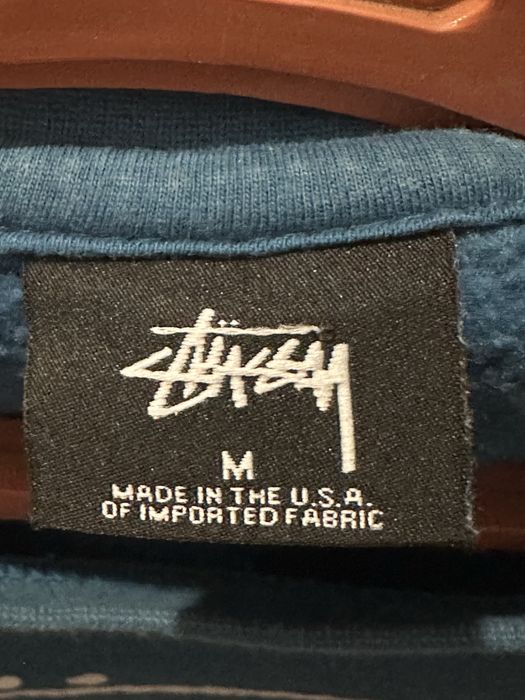 Stüssy
M
MADE IN THE U.S.A.
OF IMPORTED FABRIC